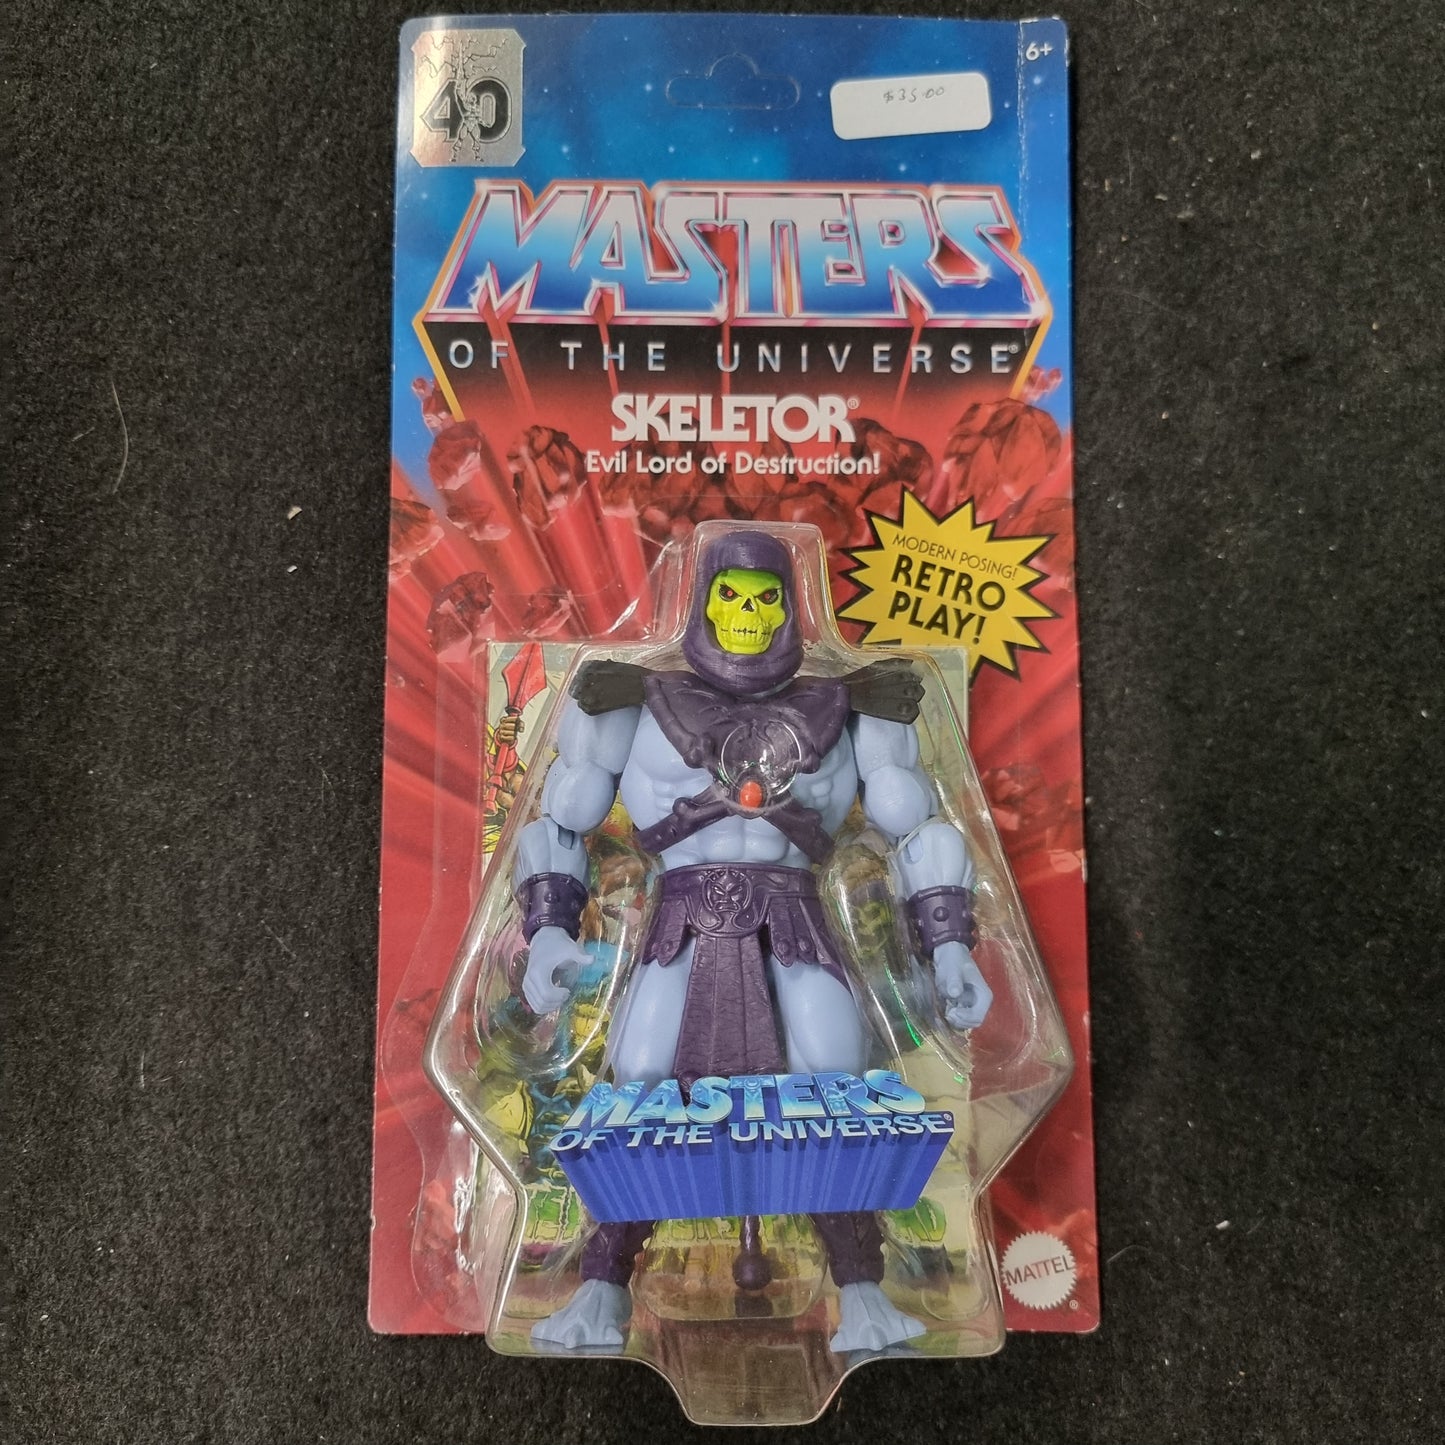 40
$35.00
6+
MASTERS
OF THE UNIVERSE®
SKELETOR®
Evil Lord of Destruction!
MODERN POSING!
RETRO
PLAY!
MASTERS
OF THE UNIVERSE®
MATTEL®